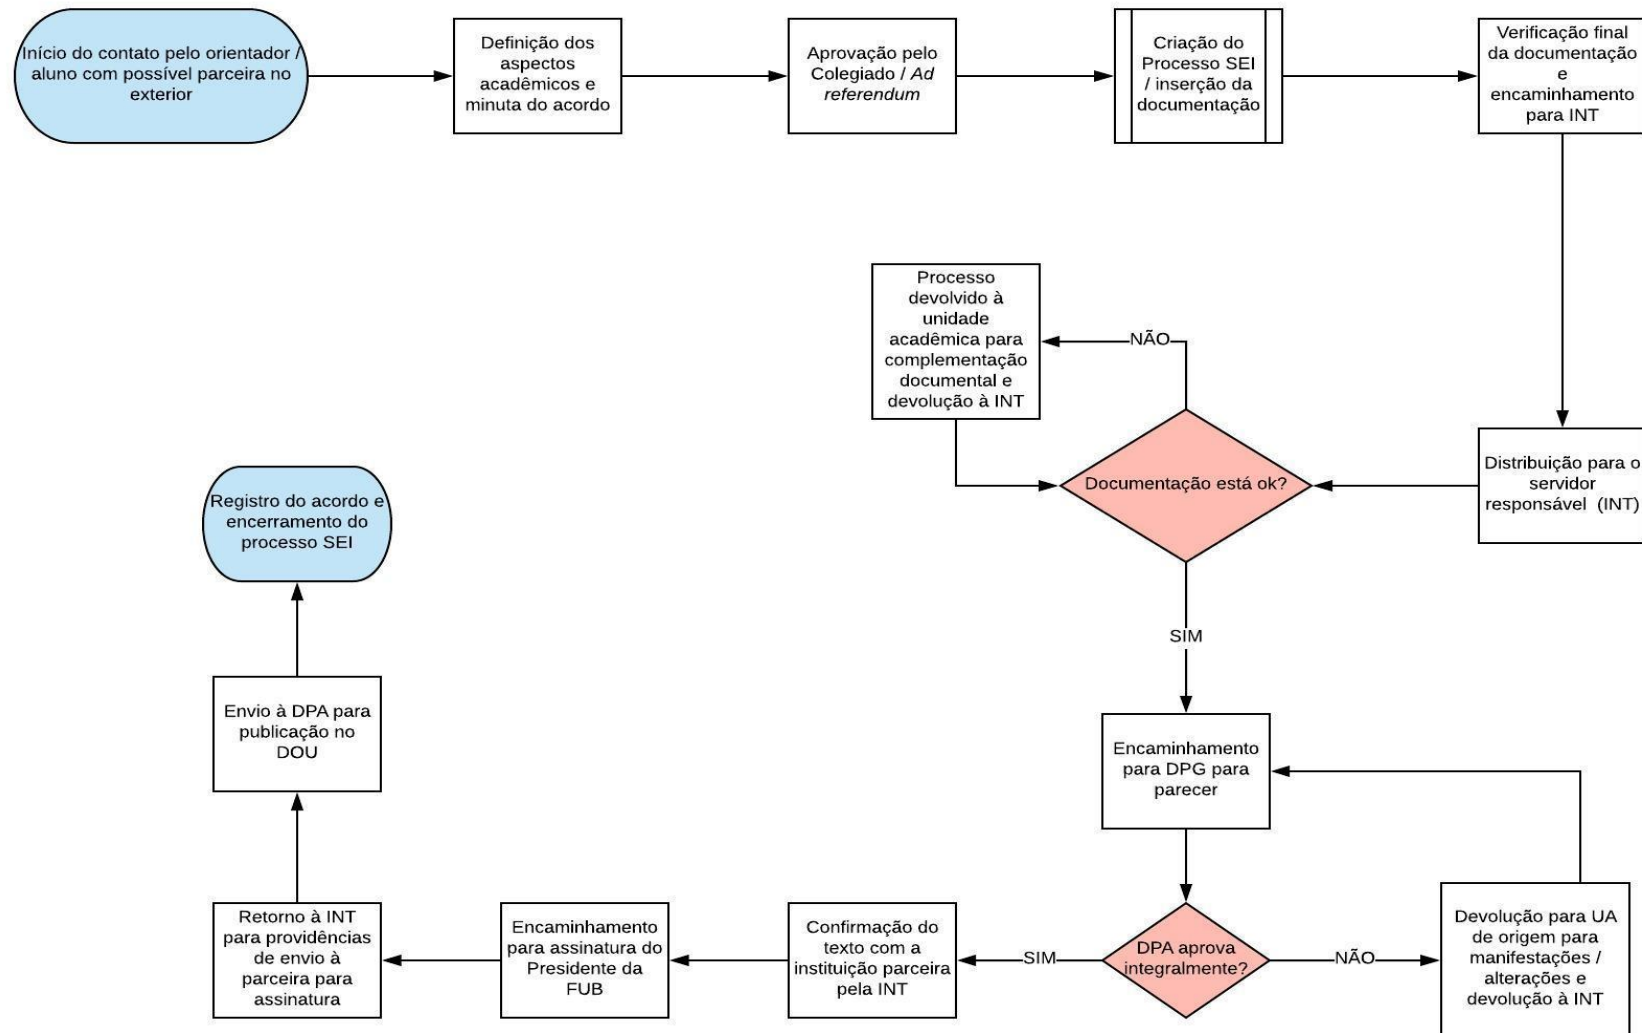 Início do contato pelo orientador /
aluno com possível parceira no
exterior
Definição dos
aspectos
acadêmicos e
minuta do acordo
Aprovação pelo
Colegiado / Ad
referendum
Criação do
Processo SEI
/ inserção da
documentação
Verificação final
da documentação
e
encaminhamento
para INT
Distribuição para o
servidor
responsável (INT)
Documentação está ok?
NÃO
Processo
devolvido à
unidade
acadêmica para
complementação
documental e
devolução à INT
SIM
Encaminhamento
para DPG para
parecer
DPA aprova
integralmente?
NÃO
Devolução para UA
de origem para
manifestações /
alterações e
devolução à INT
SIM
Confirmação do
texto com a
instituição parceira
pela INT
Encaminhamento
para assinatura do
Presidente da
FUB
Retorno à INT
para providências
de envio à
parceira para
assinatura
Envio à DPA para
publicação no
DOU
Registro do acordo e
encerramento do
processo SEI